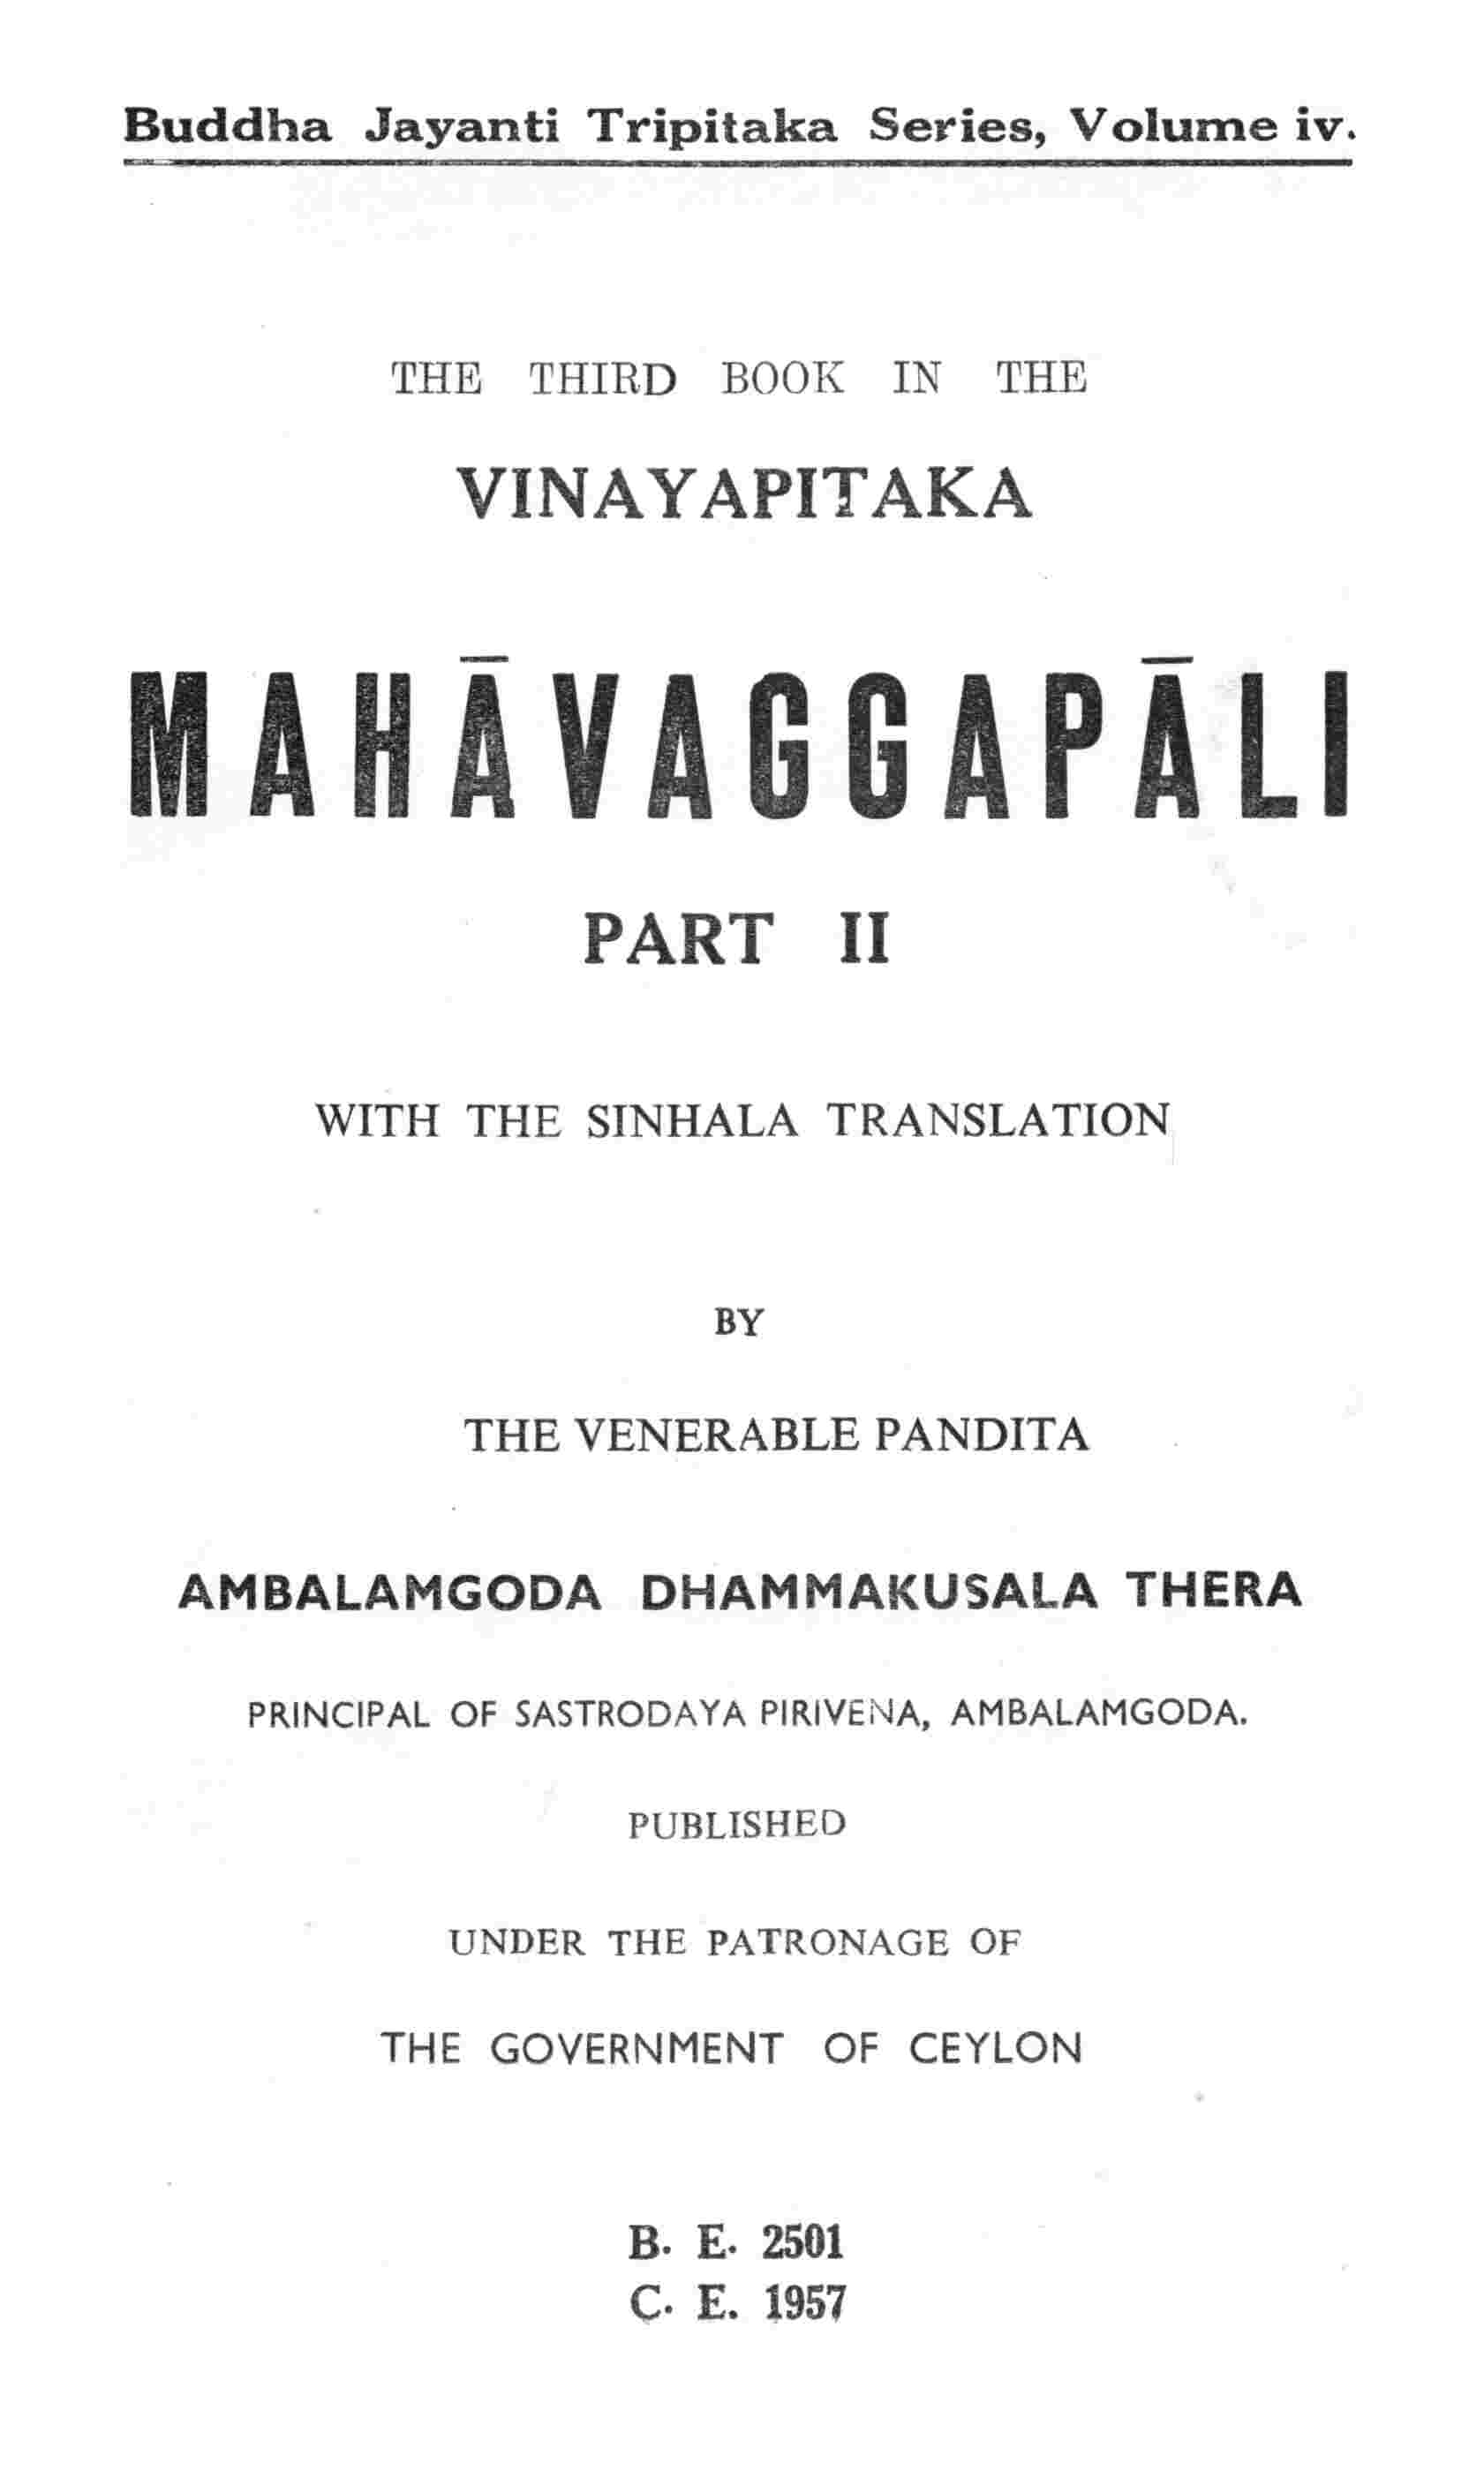 Buddha Jayanti Tripitaka Series, Volume iv.
THE THIRD BOOK IN THE
VINAYAPIṬAKA
MAHĀVAGGAPĀLI
PART II
WITH THE SINHALA TRANSLATION
BY
THE VENERABLE PANDITA
AMBALAMGODA DHAMMAKUSALA THERA
PRINCIPAL OF SASTRODAYA PIRIVENA, AMBALAMGODA.
PUBLISHED
UNDER THE PATRONAGE OF
THE GOVERNMENT OF CEYLON
B. E. 2501
C. E. 1957